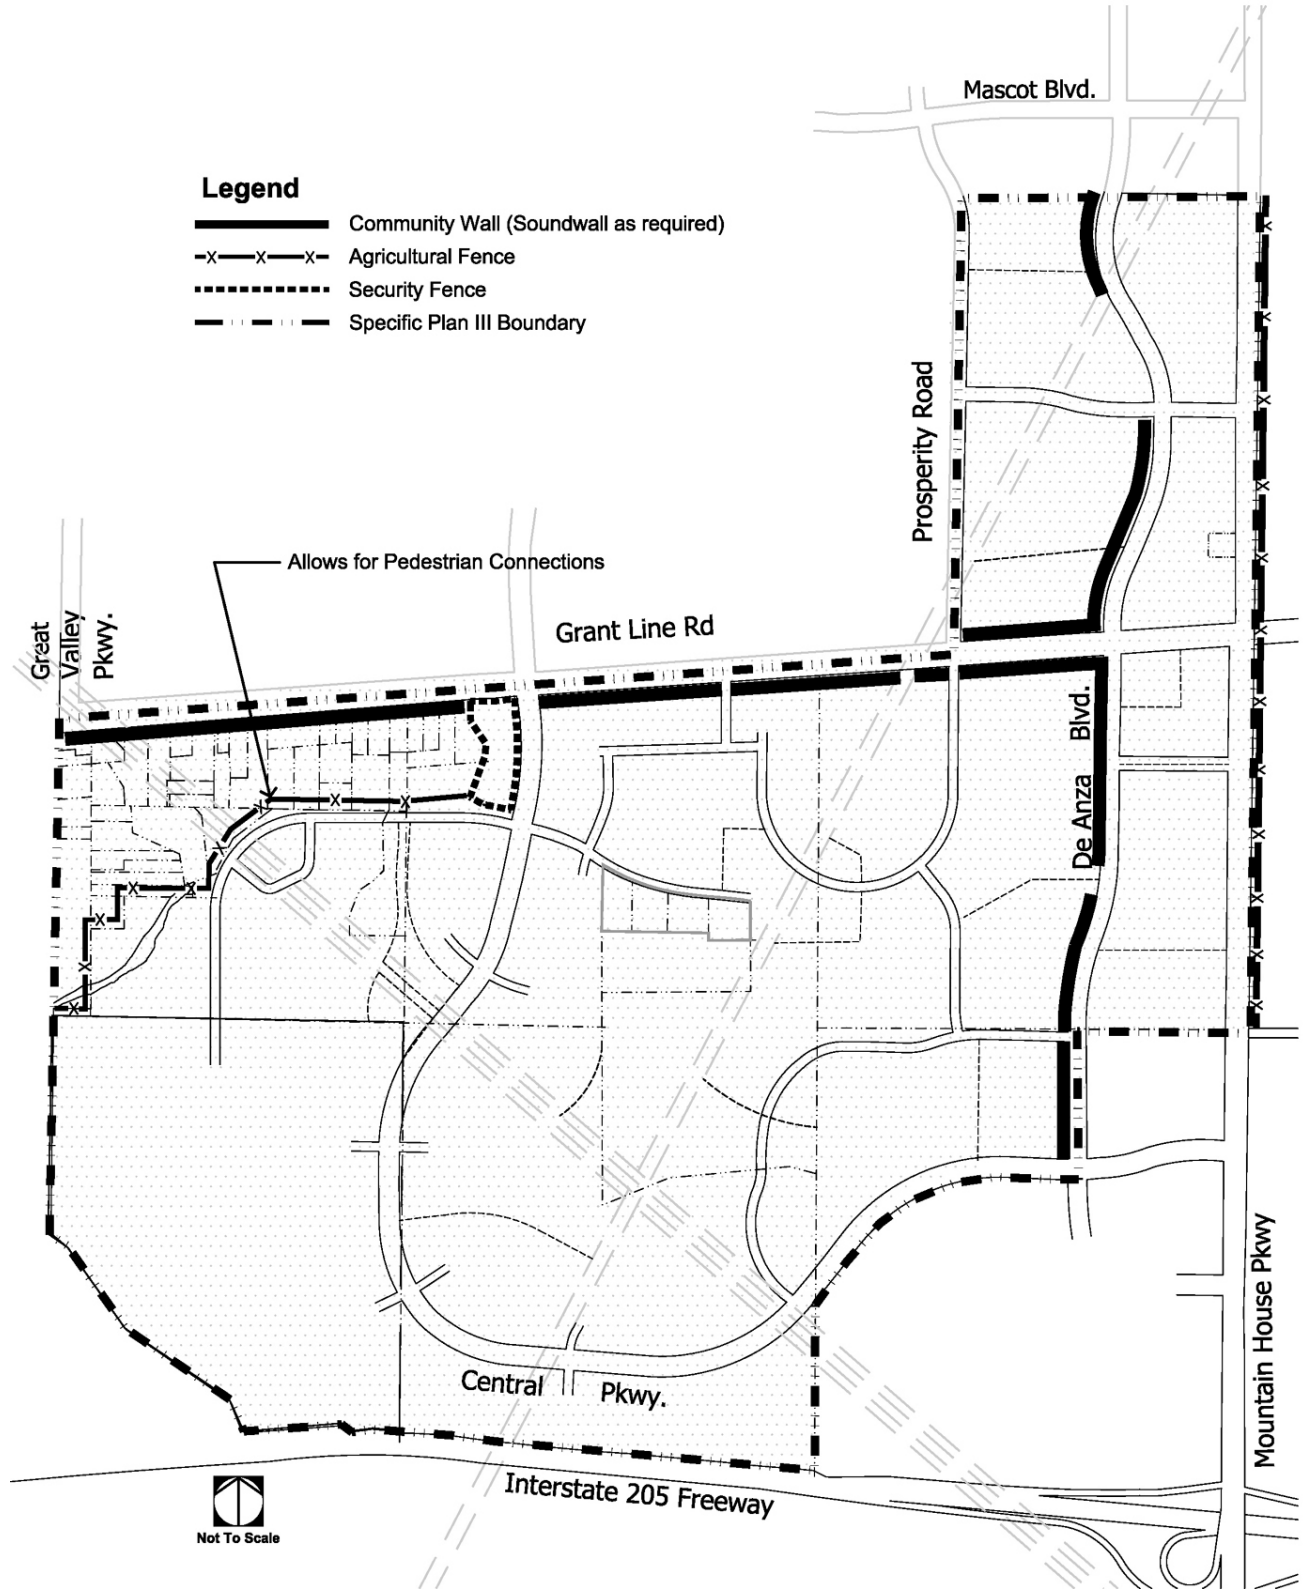 Mascot Blvd.
Legend
Community Wall (Soundwall as required)
-X-X-X- Agricultural Fence
Security Fence
Specific Plan III Boundary
Prosperity Road
Allows for Pedestrian Connections
Great
Valley
Pkwy.
Grant Line Rd
De Anza Blvd.
Central Pkwy.
Mountain House Pkwy
Interstate 205 Freeway
Not To Scale